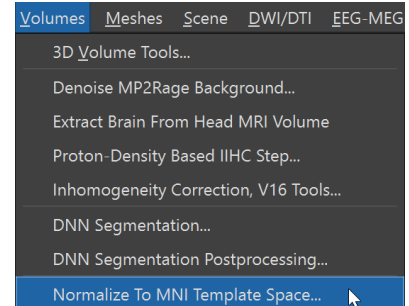 Volumes Meshes Scene DWI/DTI EEG-MEG
3D Volume Tools...
Denoise MP2Rage Background...
Extract Brain From Head MRI Volume
Proton-Density Based IIHC Step...
Inhomogeneity Correction, V16 Tools...
DNN Segmentation...
DNN Segmentation Postprocessing...
Normalize To MNI Template Space...